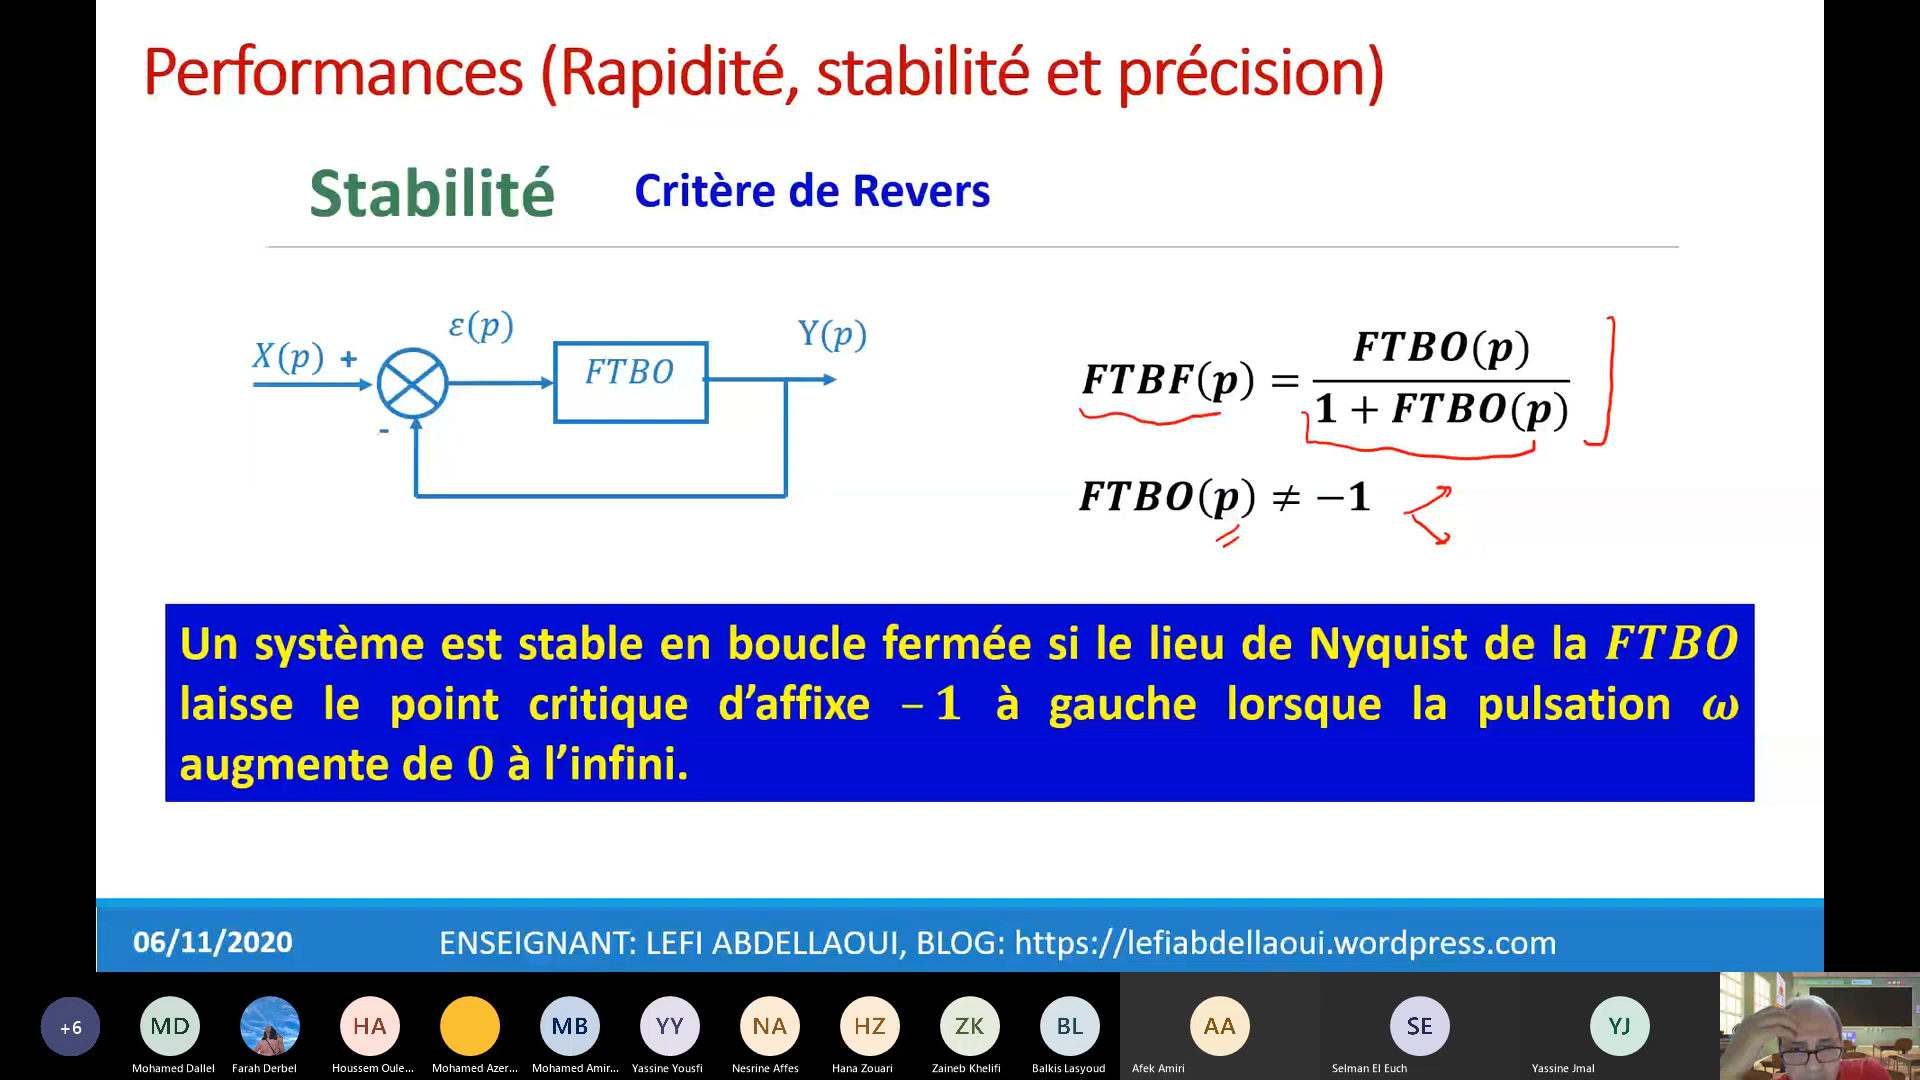 Performances (Rapidité, stabilité et précision)
Stabilité
Critère de Revers
X(p) +
ε(p)
FTBO
Y(p)
-
FTBF(p) = FTBO(p) / 1 + FTBO(p)
FTBO(p) ≠ −1
Un système est stable en boucle fermée si le lieu de Nyquist de la FTBO
laisse le point critique d’affixe – 1 à gauche lorsque la pulsation ω
augmente de 0 à l’infini.
06/11/2020
ENSEIGNANT: LEFI ABDELLAOUI, BLOG: https://lefiabdellaoui.wordpress.com
+6
MD
HA
MB
YY
NA
HZ
ZK
BL
AA
SE
YJ
Mohamed Dallel
Farah Derbel
Houssem Oule...
Mohamed Azer...
Mohamed Amir...
Yassine Yousfi
Nesrine Affes
Hana Zouari
Zaineb Khelifi
Balkis Lasyoud
Afek Amiri
Selman El Euch
Yassine Jmal